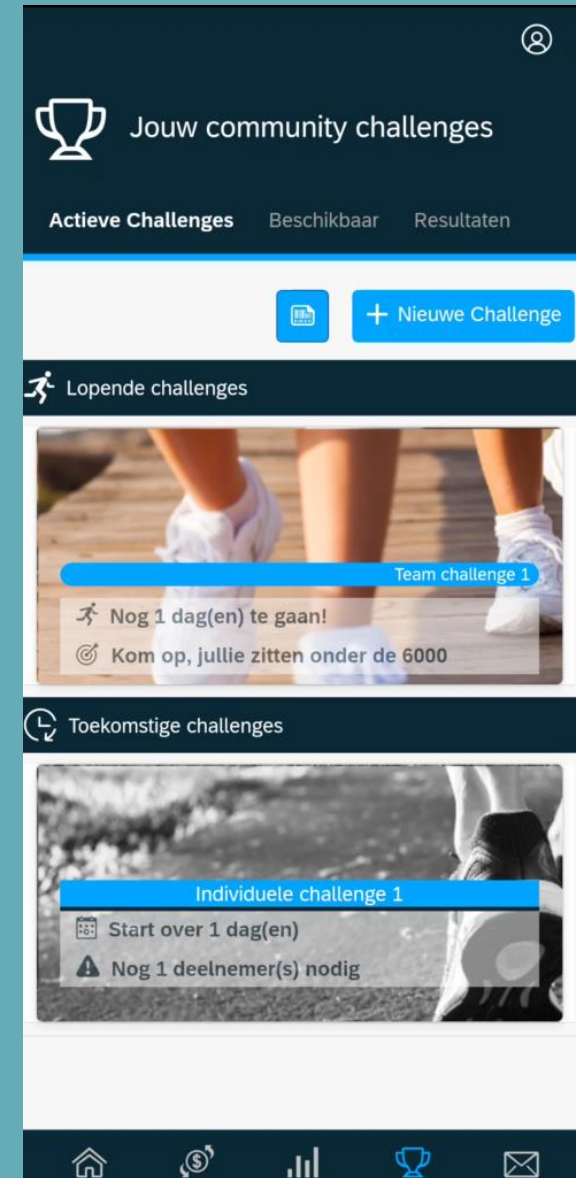 Jouw community challenges
Actieve Challenges Beschikbaar Resultaten
+ Nieuwe Challenge
Lopende challenges
Team challenge 1
Nog 1 dag(en) te gaan!
Kom op, jullie zitten onder de 6000
Toekomstige challenges
Individuele challenge 1
Start over 1 dag(en)
Nog 1 deelnemer(s) nodig